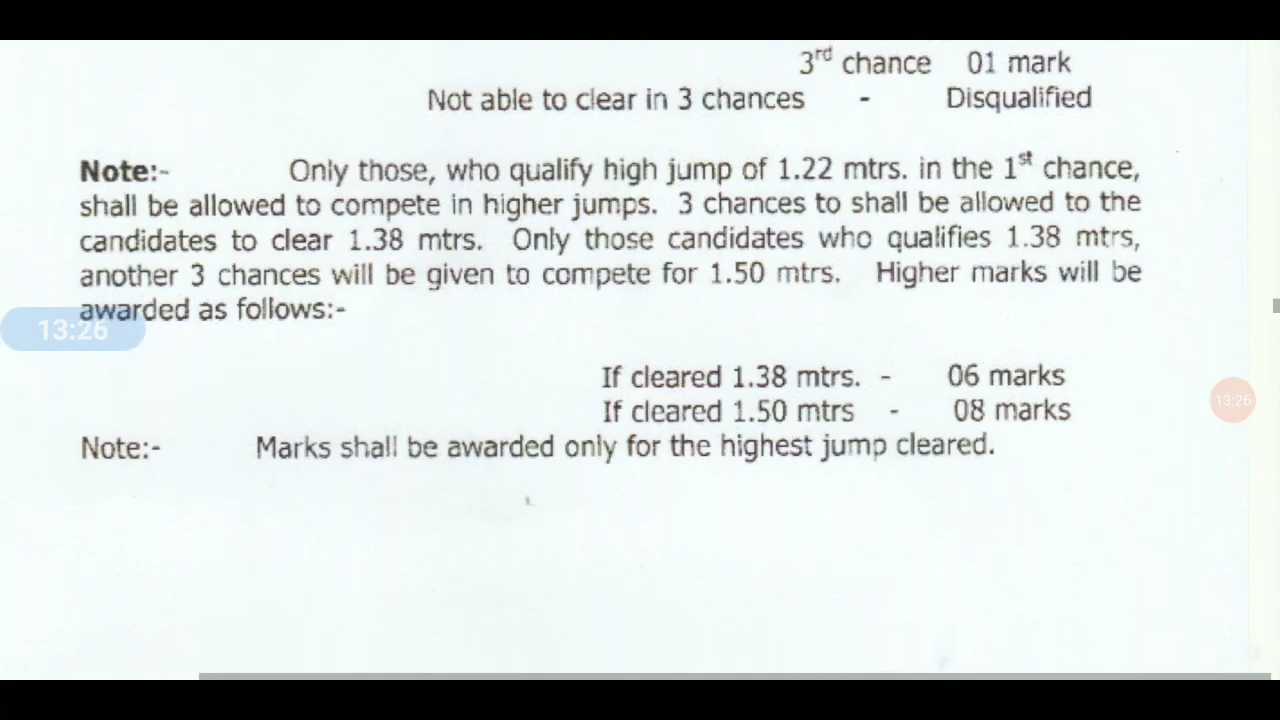 3rd chance 01 mark
Not able to clear in 3 chances - Disqualified
Note:- Only those, who qualify high jump of 1.22 mtrs. in the 1st chance,
shall be allowed to compete in higher jumps. 3 chances to shall be allowed to the
candidates to clear 1.38 mtrs. Only those candidates who qualifies 1.38 mtrs,
another 3 chances will be given to compete for 1.50 mtrs. Higher marks will be
awarded as follows:-
13:26
If cleared 1.38 mtrs. - 06 marks
13:26
If cleared 1.50 mtrs - 08 marks
Note:- Marks shall be awarded only for the highest jump cleared.